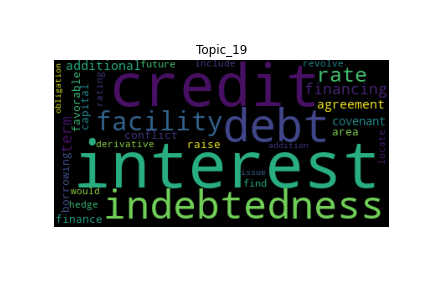 Topic_19
additional future include revolve
obligation favorable capital rating credit financing rate
agreement
term facility debt covenant
conflict area
derivative raise
borrowing interest locate
addition
issue
find
would
hedge indebtedness
finance